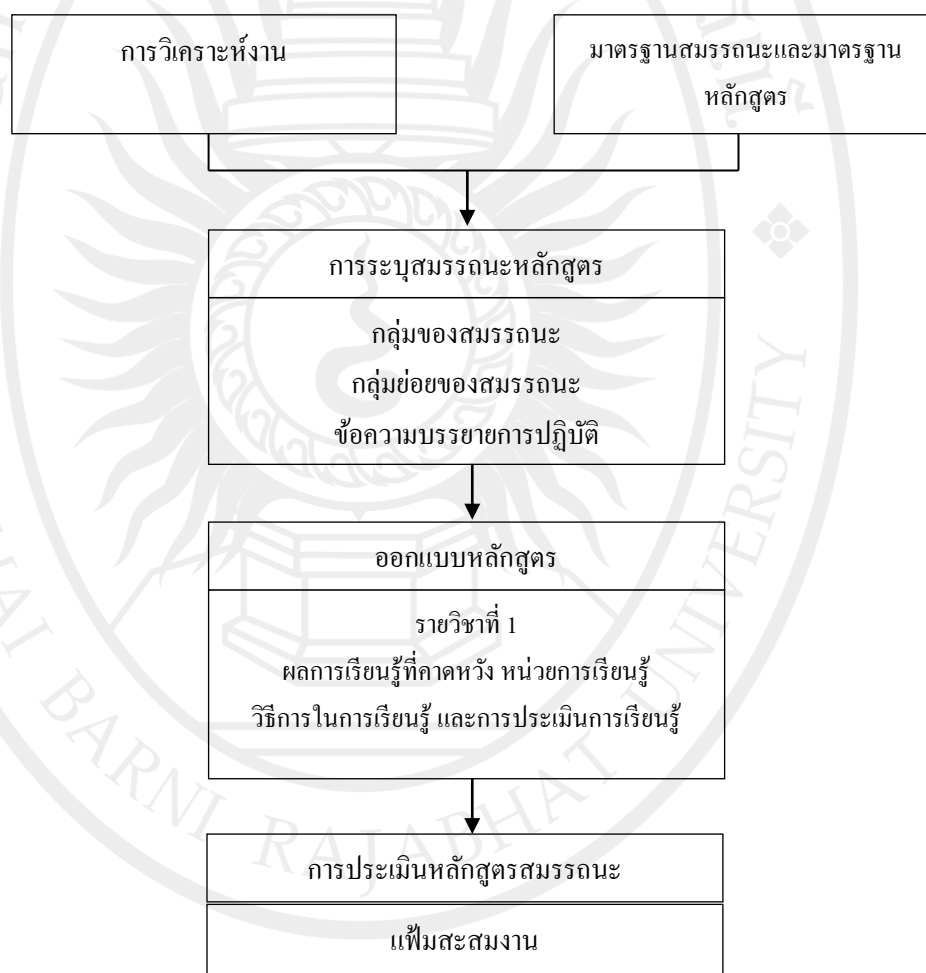 การวิเคราะห์งาน
มาตรฐานสมรรถนะและมาตรฐาน
หลักสูตร
การระบุสมรรถนะหลักสูตร
กลุ่มของสมรรถนะ
กลุ่มย่อยของสมรรถนะ
ข้อความบรรยายการปฏิบัติ
ออกแบบหลักสูตร
รายวิชาที่ 1
ผลการเรียนรู้ที่คาดหวัง หน่วยการเรียนรู้
วิธีการในการเรียนรู้ และการประเมินการเรียนรู้
การประเมินหลักสูตรสมรรถนะ
แฟ้มสะสมงาน
BARNI RAJABHAT UNIVERSITY